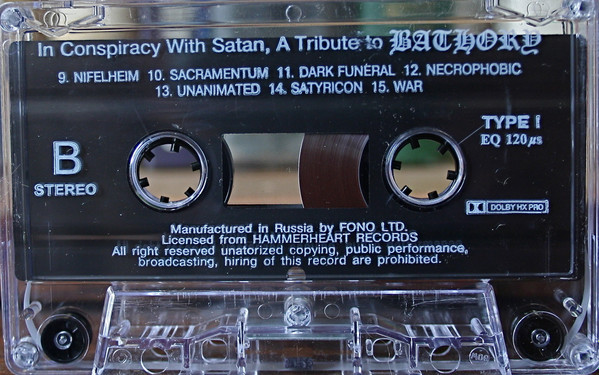 In Conspiracy With Satan, A Tribute to BATHORY
9. NIFELHEIM 10. SACRAMENTUM 11. DARK FUNERAL 12. NECROPHOBIC
13. UNANIMATED 14. SATYRICON 15. WAR
TYPE I
EQ 120 µs
B
STEREO
DOLBY HX PRO
Manufactured in Russia by FONO LTD.
Licensed from HAMMERHEART RECORDS
All right reserved unatorized copying, public performance,
broadcasting, hiring of this record are prohibited.